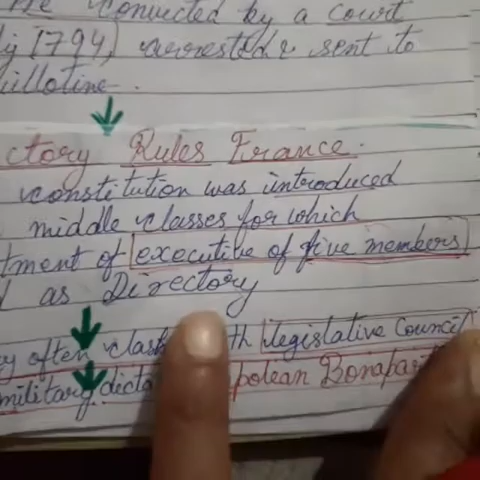 convicted by a court
1794, arrested & sent to
uillotine.
ctory Rules France.
constitution was introduced
middle classes for which
tment of executive of five members
as Directory
y often clash th legislative Council
military dicta poleon Bonapar